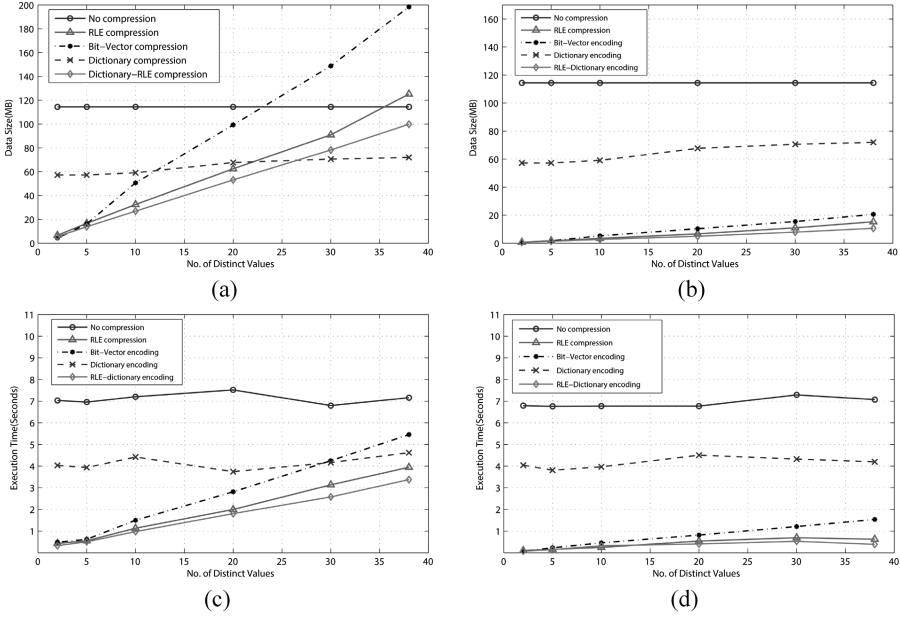 200
180
160
140
120
100
80
60
40
20
0
Data Size(MB)
No compression
RLE compression
Bit−Vector compression
Dictionary compression
Dictionary−RLE compression
0 5 10 15 20 25 30 35 40
No. of Distinct Values
(a)
160
140
120
100
80
60
40
20
0
Data Size(MB)
No compression
RLE compression
Bit−Vector encoding
Dictionary encoding
RLE−Dictionary encoding
0 5 10 15 20 25 30 35 40
No. of Distinct Values
(b)
11
10
9
8
7
6
5
4
3
2
1
Execution Time(Seconds)
No compression
RLE compression
Bit−Vector encoding
Dictionary encoding
RLE−dictionary encoding
0 5 10 15 20 25 30 35 40
No. of Distinct Values
(c)
11
10
9
8
7
6
5
4
3
2
1
Execution Time(Seconds)
No compression
RLE compression
Bit−Vector encoding
Dictionary encoding
RLE−Dictionary encoding
0 5 10 15 20 25 30 35 40
No. of Distinct Values
(d)